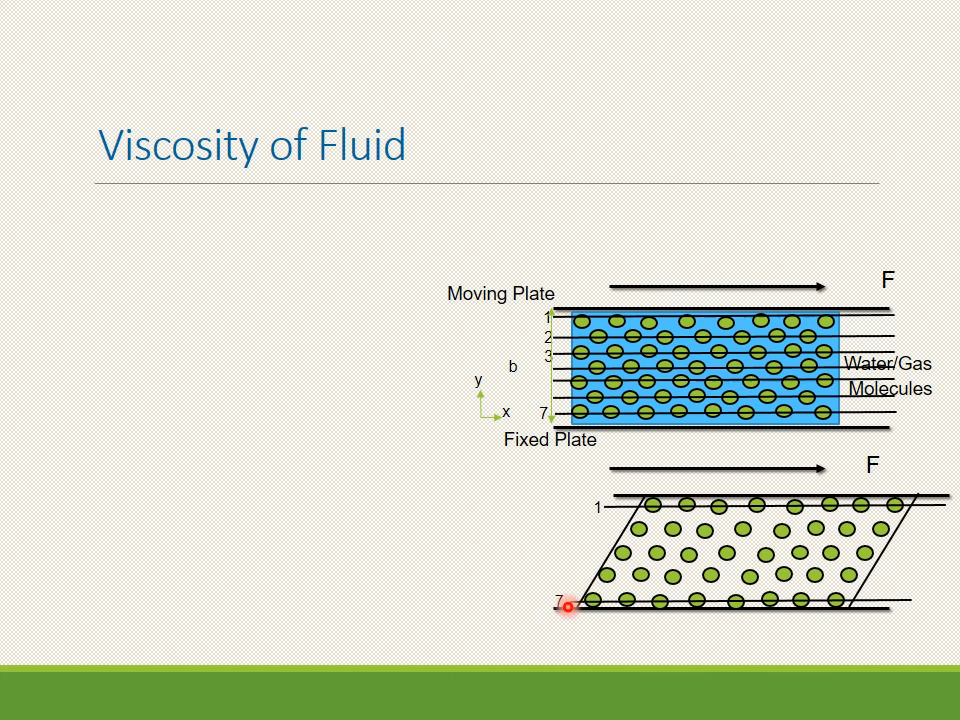 Viscosity of Fluid
F
Moving Plate
1
2
3
b
Water/Gas
Molecules
y
x
7
Fixed Plate
F
1
7